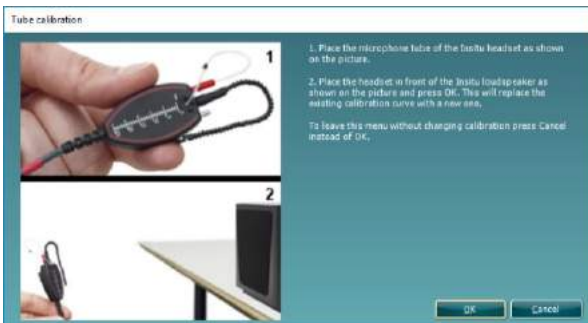 Tube calibration
1
1. Place the microphone tube of the Insitu headset as shown
on the picture.
2. Place the headset in front of the Insitu loudspeaker as
shown on the picture and press OK. This will replace the
existing calibration curve with a new one.
To leave this menu without changing calibration press Cancel
instead of OK.
2
OK
Cancel